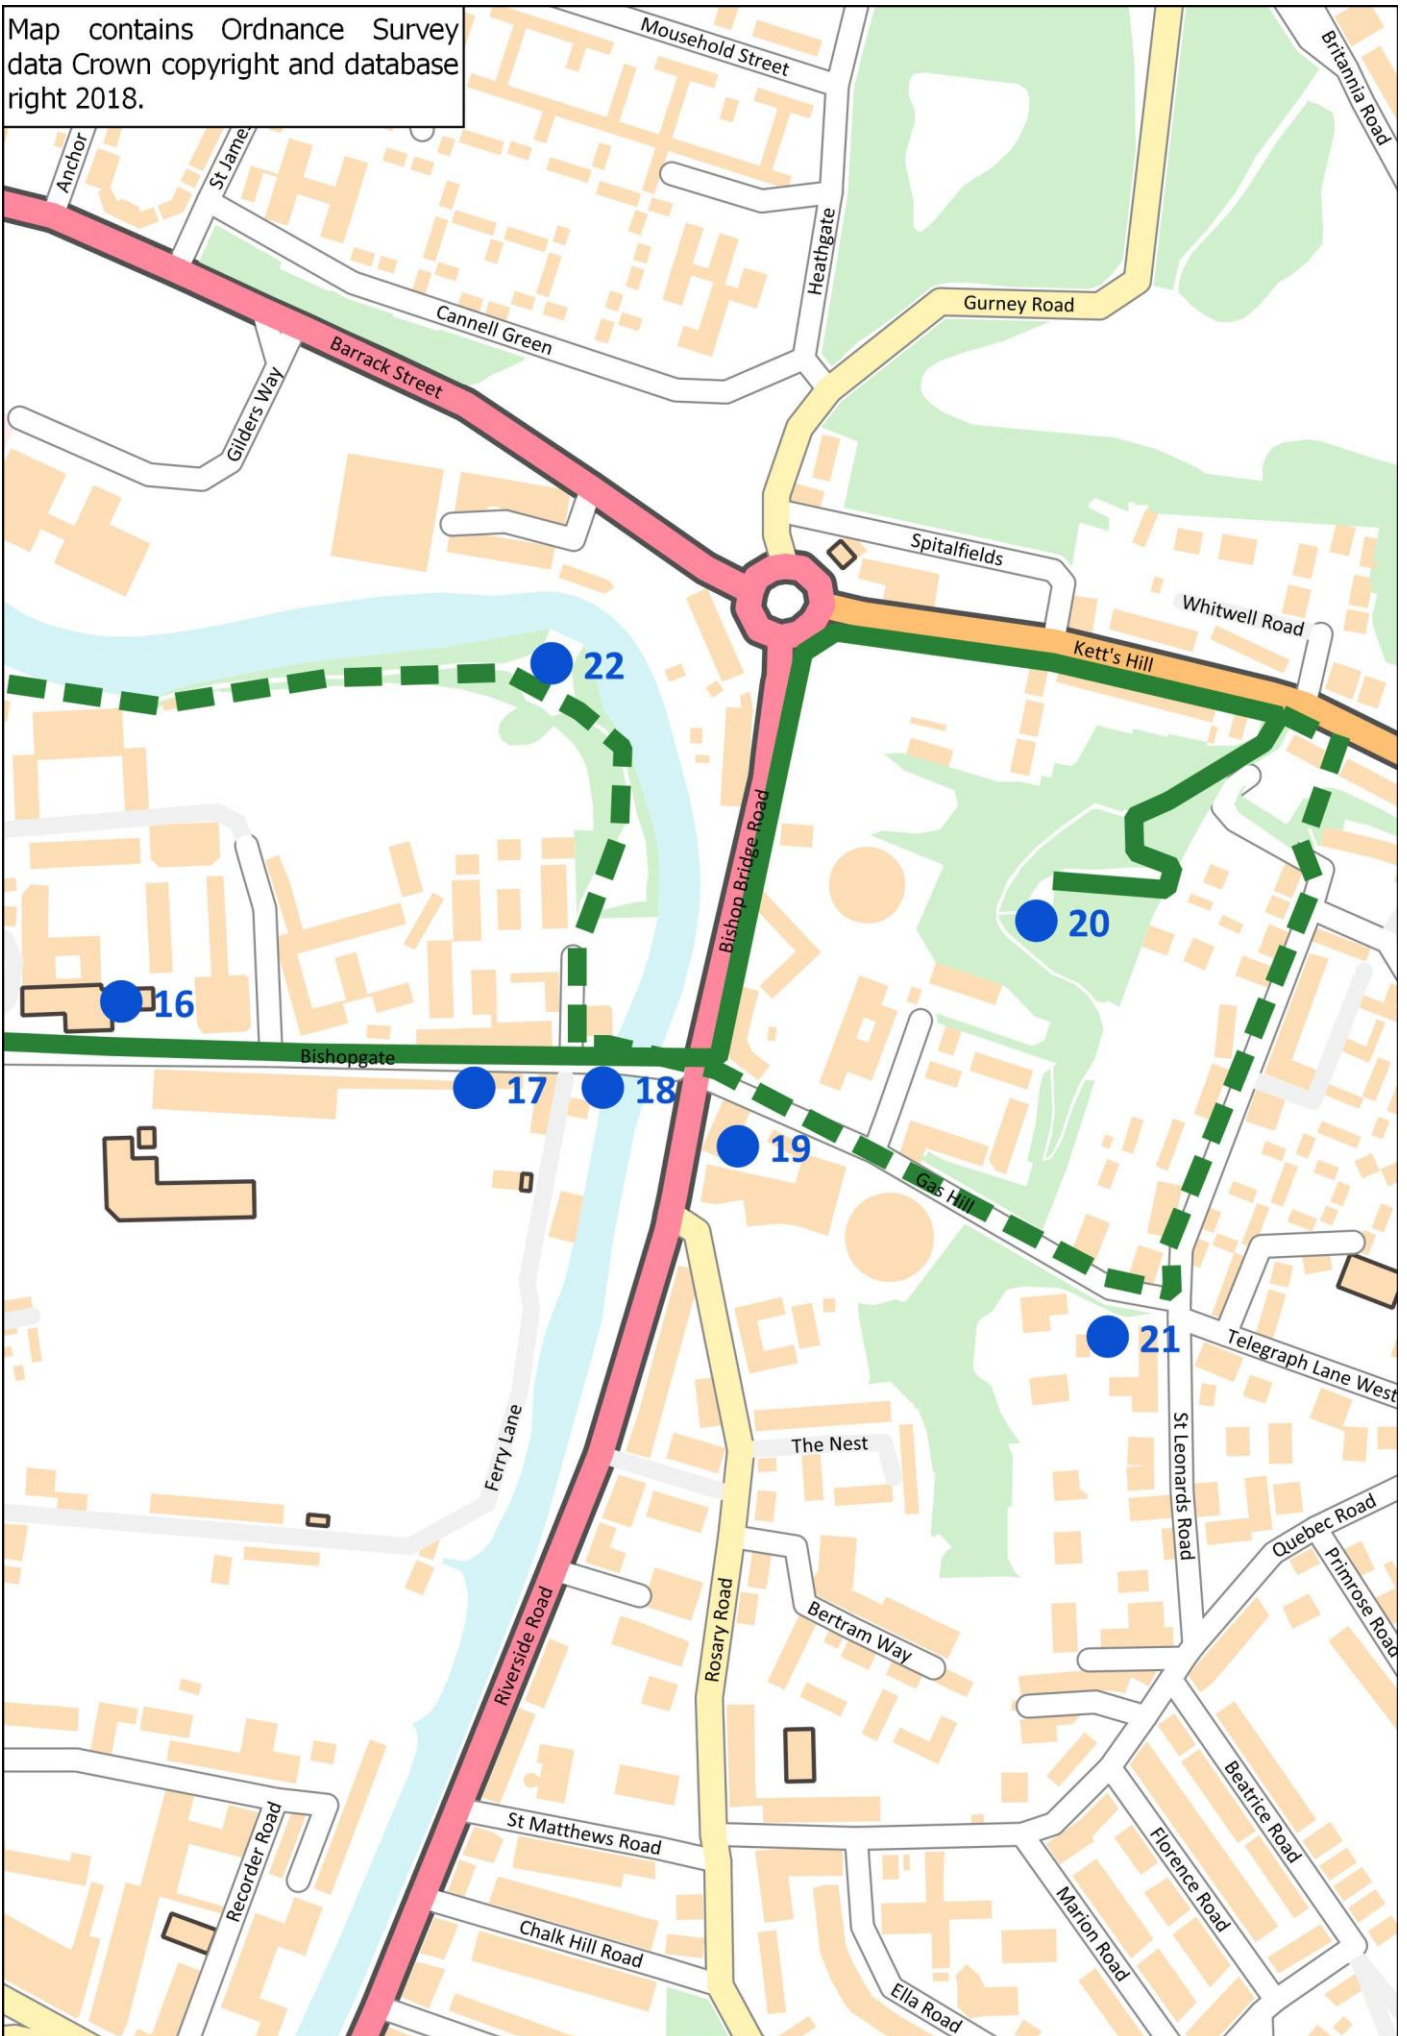 Map contains Ordnance Survey
data Crown copyright and database
right 2018.
Mousehold Street
Britannia Road
Anchor
St James
Heathgate
Gurney Road
Cannell Green
Barrack Street
Gilders Way
Spitalfields
Whitwell Road
Kett's Hill
22
Bishop Bridge Road
20
16
Bishopgate
17
18
19
Gas Hill
21
Telegraph Lane West
Ferry Lane
The Nest
St Leonards Road
Quebec Road
Primrose Road
Riverside Road
Rosary Road
Bertram Way
Beatrice Road
St Matthews Road
Florence Road
Recorder Road
Marion Road
Chalk Hill Road
Ella Road